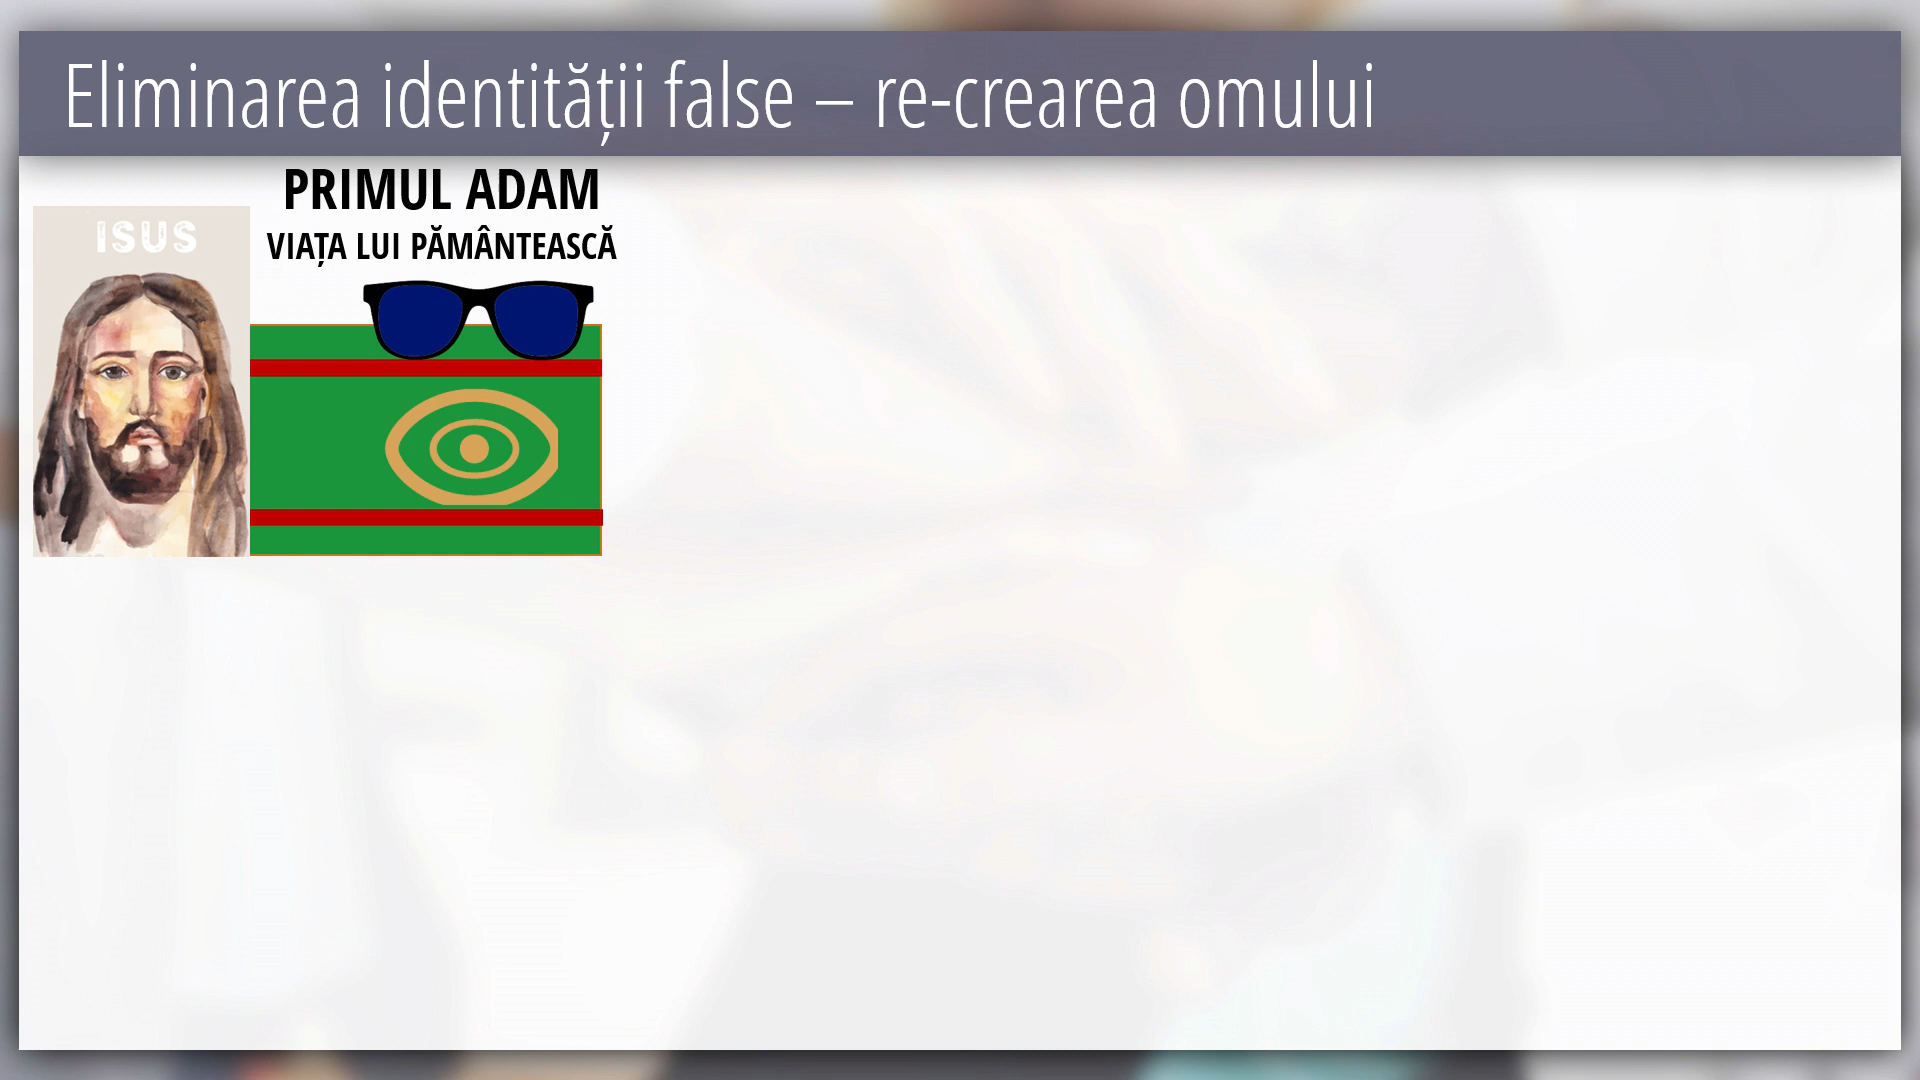 Eliminarea identității false – re-crearea omului
PRIMUL ADAM
VIAȚA LUI PĂMÂNTEASCĂ
ISUS